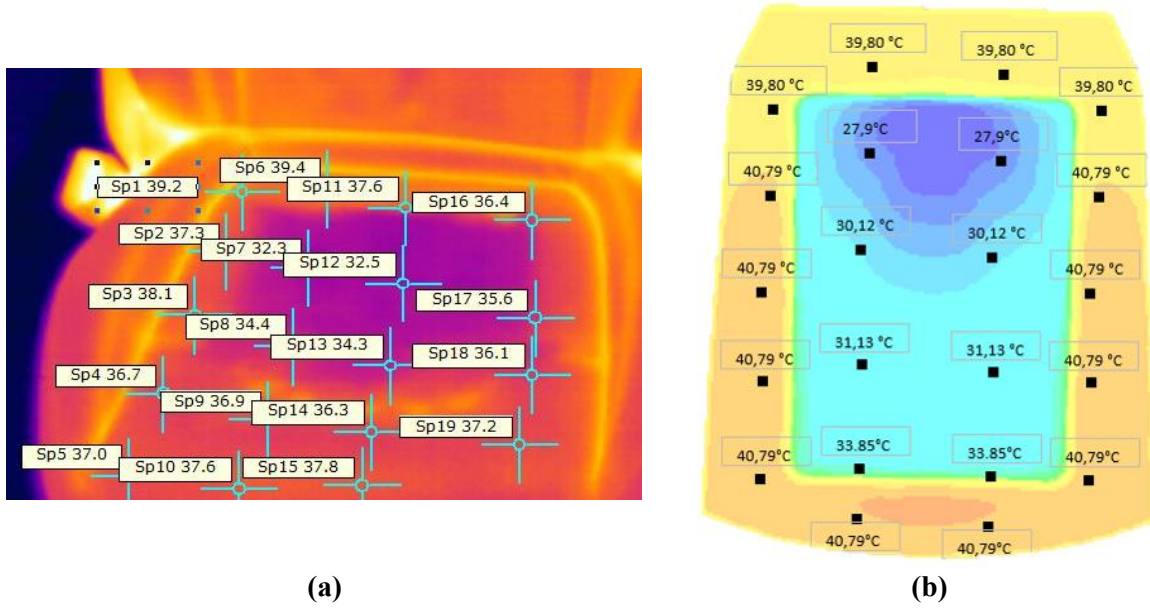 Sp6 39.4
Sp1 39.2
Sp11 37.6
Sp16 36.4
Sp2 37.3
Sp7 32.3
Sp12 32.5
Sp3 38.1
Sp17 35.6
Sp8 34.4
Sp13 34.3
Sp18 36.1
Sp4 36.7
Sp9 36.9
Sp14 36.3
Sp19 37.2
Sp5 37.0
Sp10 37.6
Sp15 37.8
(a)
39,80 °C
39,80 °C
39,80 °C
39,80 °C
27,9°C
27,9°C
40,79 °C
40,79 °C
30,12 °C
30,12 °C
40,79 °C
40,79 °C
31,13 °C
31,13 °C
40,79 °C
40,79 °C
33.85°C
33.85°C
40,79°C
40,79°C
40,79°C
40,79°C
(b)